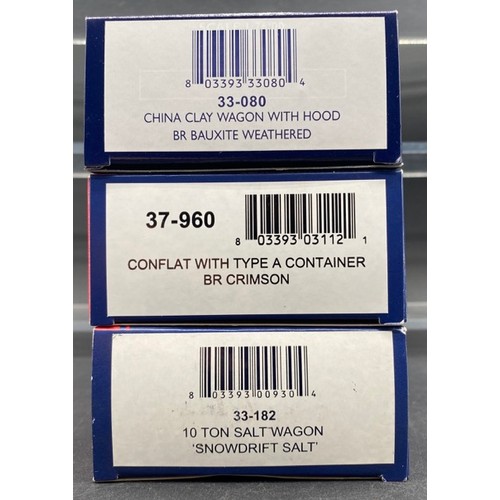 8 03393 33080 4
33-080
CHINA CLAY WAGON WITH HOOD
BR BAUXITE WEATHERED
37-960
8 03393 03112 1
CONFLAT WITH TYPE A CONTAINER
BR CRIMSON
8 03393 00930 4
33-182
10 TON SALT WAGON
'SNOWDRIFT SALT'